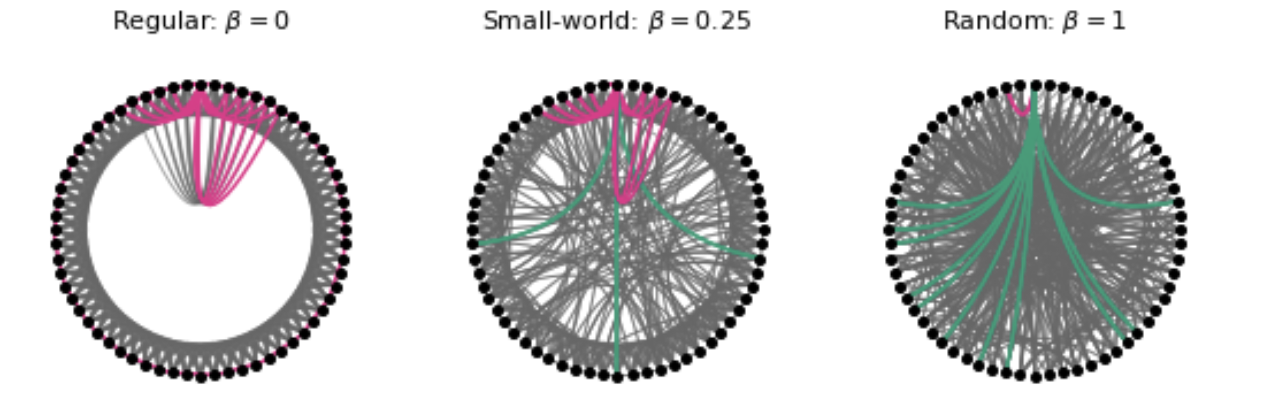 Regular: β = 0
Small-world: β = 0.25
Random: β = 1